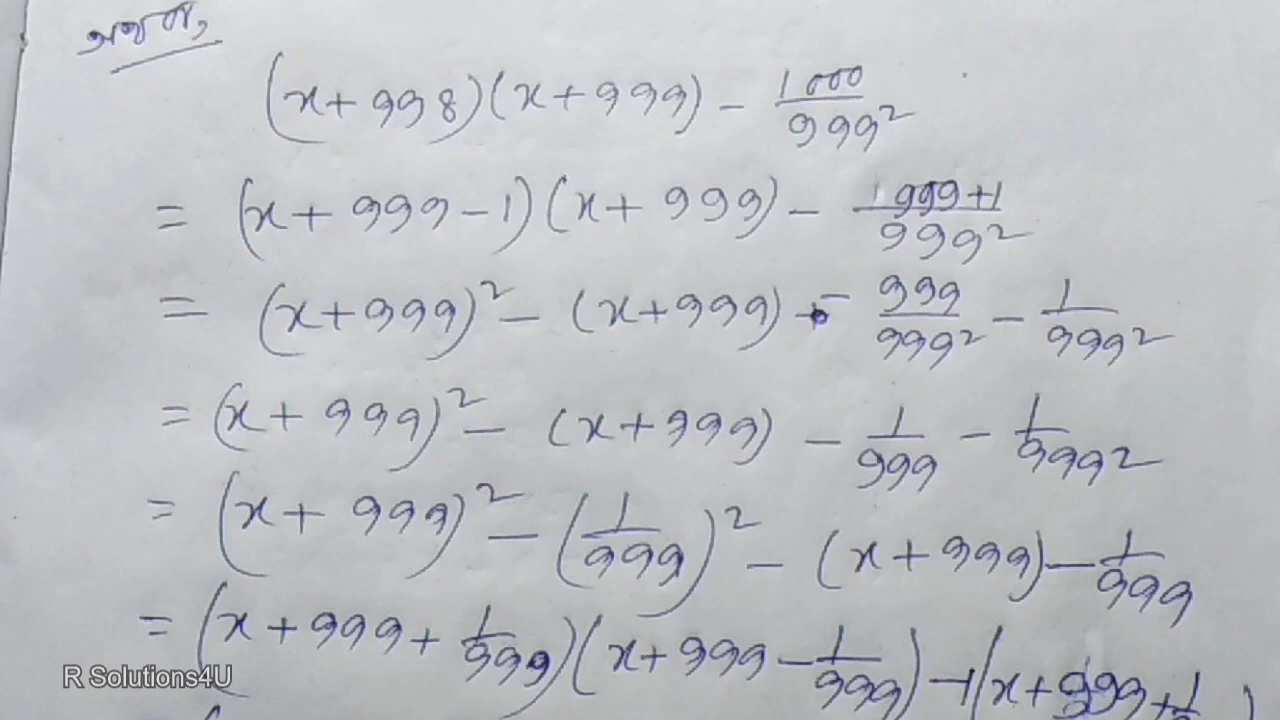 অথবা,
(x+998)(x+999) - 1000/999²
= (x+999-1)(x+999) - 999+1/999²
= (x+999)² - (x+999) - 999/999² - 1/999²
= (x+999)² - (x+999) - 1/999 - 1/999²
= (x+999)² - (1/999)² - (x+999) - 1/999
= (x+999+1/999)(x+999-1/999) -1(x+999+1/
R Solutions4U